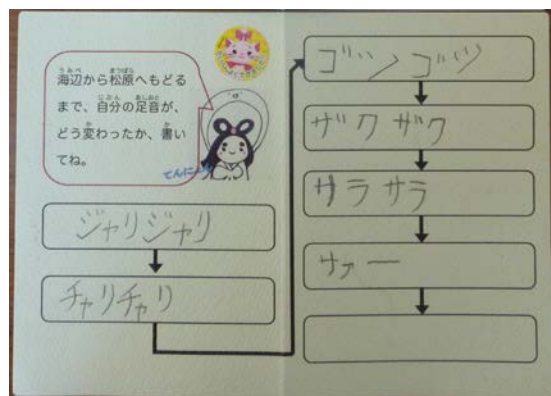 海辺から松原へもどる
まで、自分の足音が、
どう変わったか、書い
てね。
てんにょ
ジャリジャリ
チャリチャリ
ゴツゴツ
ザクザク
サラサラ
サァー